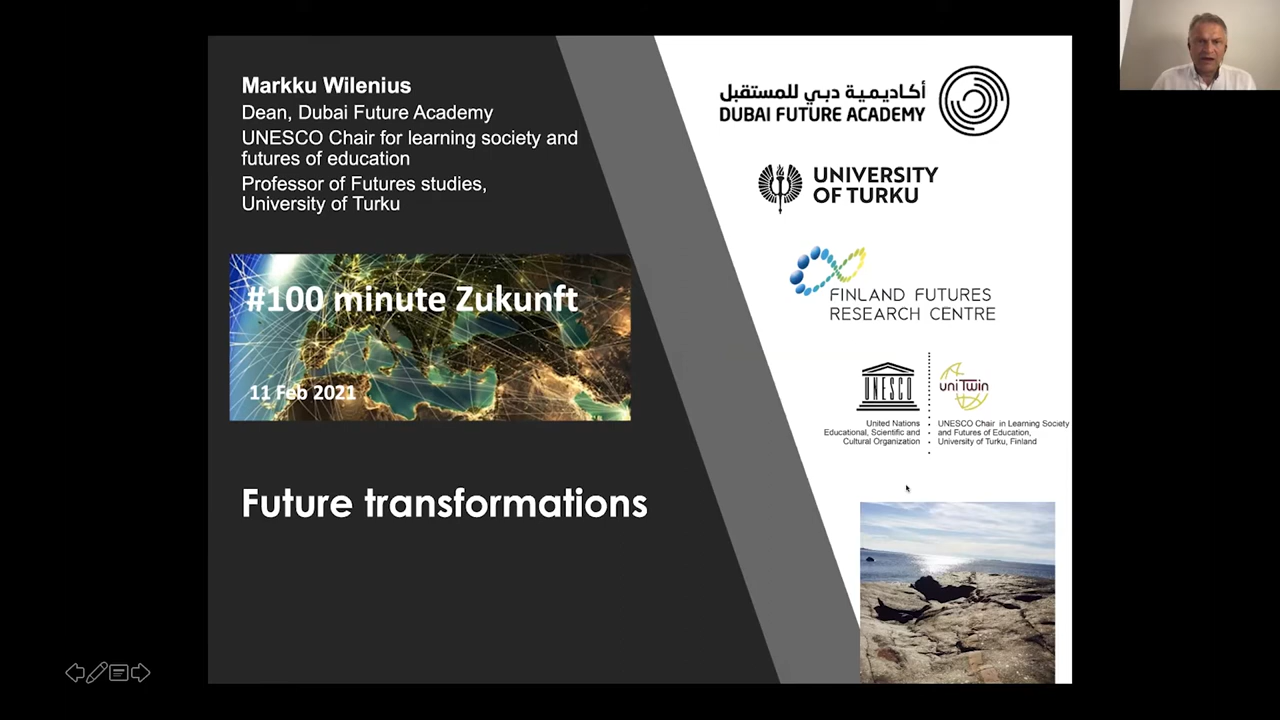 Markku Wilenius
Dean, Dubai Future Academy
UNESCO Chair for learning society and
futures of education
Professor of Futures studies,
University of Turku
#100 minute Zukunft
11 Feb 2021
Future transformations
أكاديمية دبي للمستقبل
DUBAI FUTURE ACADEMY
UNIVERSITY
OF TURKU
FINLAND FUTURES
RESEARCH CENTRE
UNESCO
United Nations
Educational, Scientific and
Cultural Organization
uniTwin
UNESCO Chair in Learning Society
and Futures of Education,
University of Turku, Finland